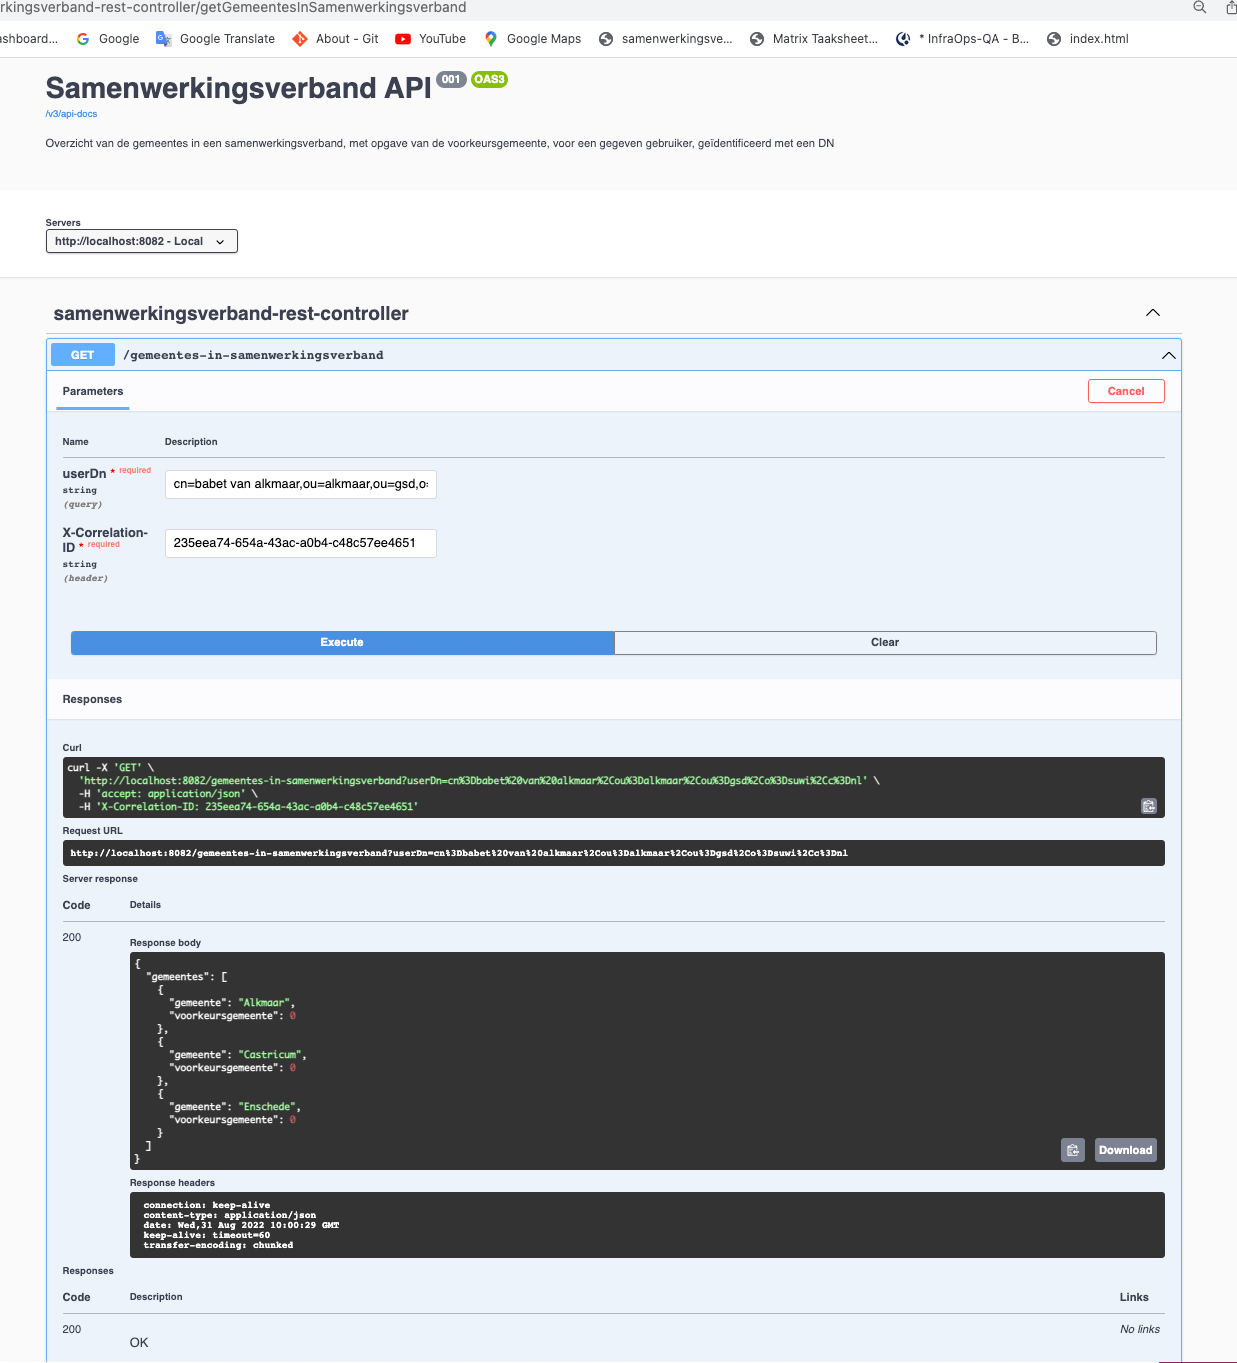 rkingsverband-rest-controller/getGemeentesInSamenwerkingsverband
ashboard... Google Google Translate About - Git YouTube Google Maps samenwerkingsve... Matrix Taaksheet... * InfraOps-QA - B... index.html
Samenwerkingsverband API 001 OAS3
/v3/api-docs
Overzicht van de gemeentes in een samenwerkingsverband, met opgave van de voorkeursgemeente, voor een gegeven gebruiker, geïdentificeerd met een DN
Servers
http://localhost:8082 - Local
samenwerkingsverband-rest-controller
GET /gemeentes-in-samenwerkingsverband
Parameters Cancel
Name Description
userDn * required
string
(query)
cn=babet van alkmaar,ou=alkmaar,ou=gsd,o=
X-Correlation-
ID * required
string
(header)
235eea74-654a-43ac-a0b4-c48c57ee4651
Execute Clear
Responses
Curl
curl -X 'GET' \
'http://localhost:8082/gemeentes-in-samenwerkingsverband?userDn=cn%3Dbabet%20van%20alkmaar%2Cou%3Dalkmaar%2Cou%3Dgsd%2Co%3Dsuwi%2Cc%3Dnl' \
-H 'accept: application/json' \
-H 'X-Correlation-ID: 235eea74-654a-43ac-a0b4-c48c57ee4651'
Request URL
http://localhost:8082/gemeentes-in-samenwerkingsverband?userDn=cn%3Dbabet%20van%20alkmaar%2Cou%3Dalkmaar%2Cou%3Dgsd%2Co%3Dsuwi%2Cc%3Dnl
Server response
Code Details
200
Response body
{
"gemeentes": [
{
"gemeente": "Alkmaar",
"voorkeursgemeente": 0
},
{
"gemeente": "Castricum",
"voorkeursgemeente": 0
},
{
"gemeente": "Enschede",
"voorkeursgemeente": 0
}
]
}
Download
Response headers
connection: keep-alive
content-type: application/json
date: Wed,31 Aug 2022 10:00:29 GMT
keep-alive: timeout=60
transfer-encoding: chunked
Responses
Code Description Links
200 No links
OK